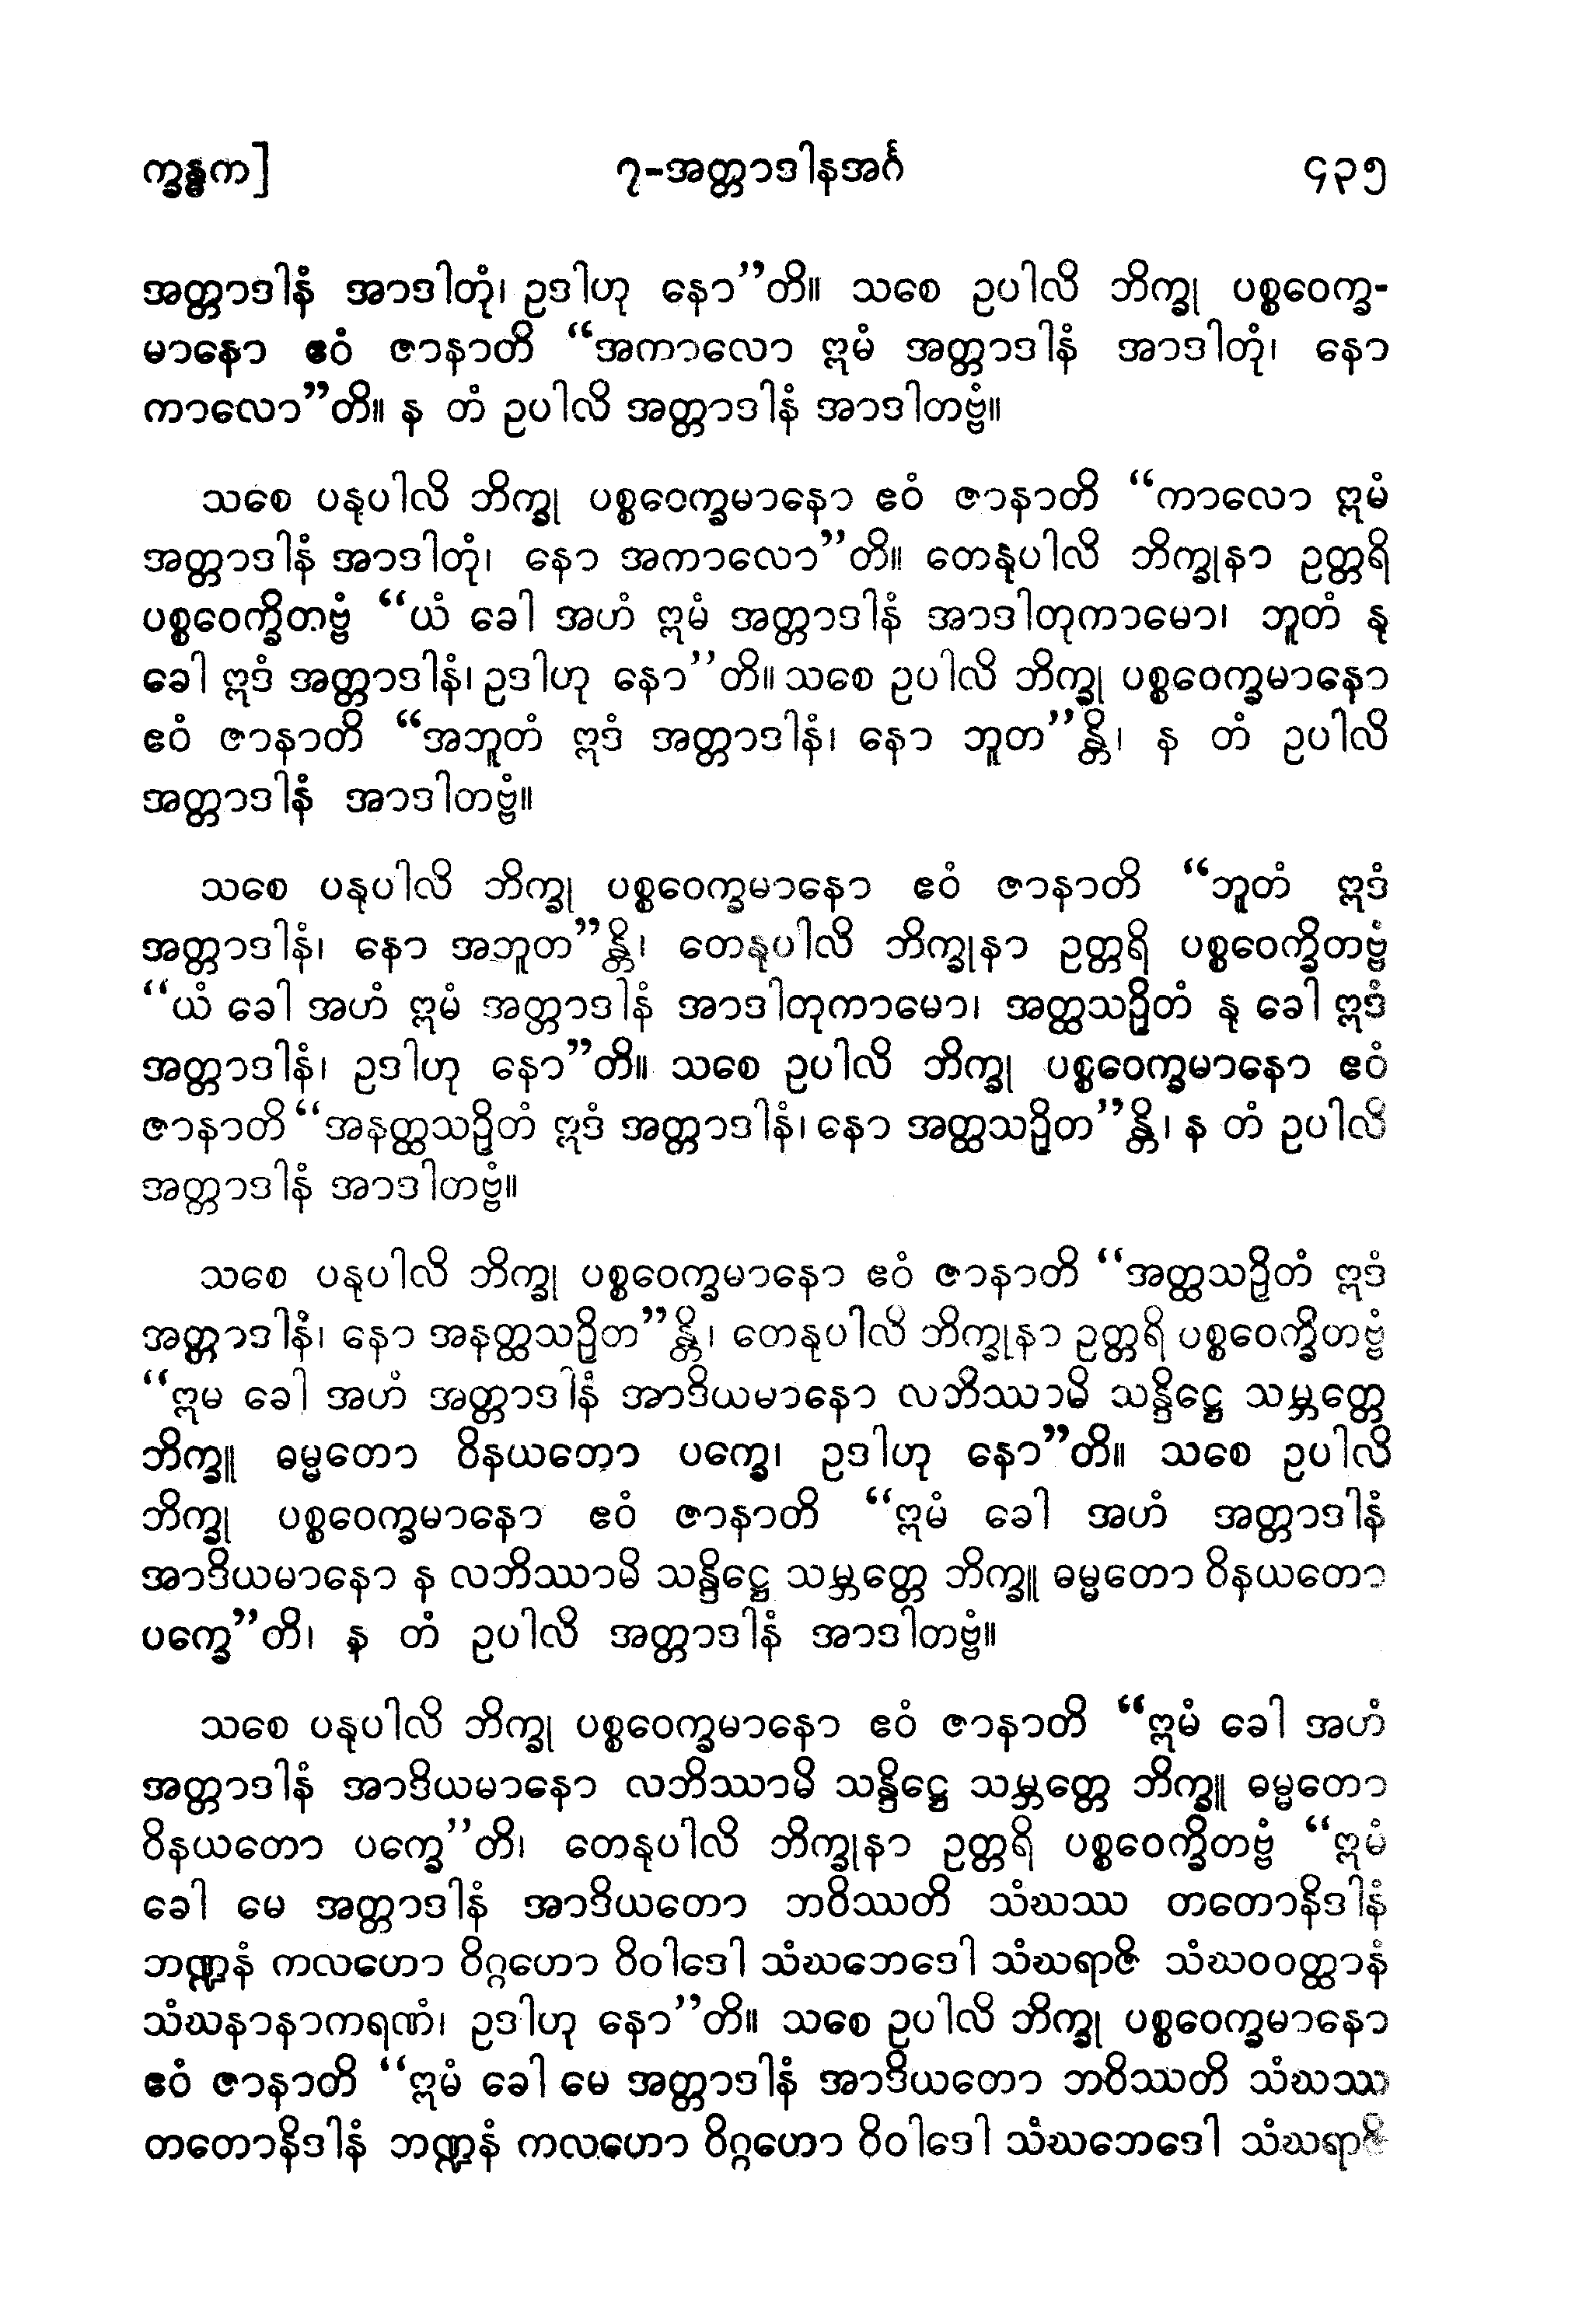 က္ခန္ဓက]
၇-အတ္တာဒါနအင်္ဂ
၄၃၅
အတ္တာဒါနံ အာဒါတုံ၊ ဥဒါဟု နော”တိ။ သစေ ဥပါလိ ဘိက္ခု ပစ္စဝေက္ခ-
မာနော ဧဝံ ဇာနာတိ “အကာလော ဣမံ အတ္တာဒါနံ အာဒါတုံ၊ နော
ကာလော”တိ။ န တံ ဥပါလိ အတ္တာဒါနံ အာဒါတဗ္ဗံ။
သစေ ပနုပါလိ ဘိက္ခု ပစ္စဝေက္ခမာနော ဧဝံ ဇာနာတိ “ကာလော ဣမံ
အတ္တာဒါနံ အာဒါတုံ၊ နော အကာလော”တိ။ တေနုပါလိ ဘိက္ခုနာ ဥတ္တရိ
ပစ္စဝေက္ခိတဗ္ဗံ “ယံ ခေါ အဟံ ဣမံ အတ္တာဒါနံ အာဒါတုကာမော၊ ဘူတံ နု
ခေါ ဣဒံ အတ္တာဒါနံ၊ ဥဒါဟု နော”တိ။ သစေ ဥပါလိ ဘိက္ခု ပစ္စဝေက္ခမာနော
ဧဝံ ဇာနာတိ “အဘူတံ ဣဒံ အတ္တာဒါနံ၊ နော ဘူတ”န္တိ၊ န တံ ဥပါလိ
အတ္တာဒါနံ အာဒါတဗ္ဗံ။
သစေ ပနုပါလိ ဘိက္ခု ပစ္စဝေက္ခမာနော ဧဝံ ဇာနာတိ “ဘူတံ ဣဒံ
အတ္တာဒါနံ၊ နော အဘူတ”န္တိ၊ တေနုပါလိ ဘိက္ခုနာ ဥတ္တရိ ပစ္စဝေက္ခိတဗ္ဗံ
“ယံ ခေါ အဟံ ဣမံ အတ္တာဒါနံ အာဒါတုကာမော၊ အတ္ထသဉှိတံ နု ခေါ ဣဒံ
အတ္တာဒါနံ၊ ဥဒါဟု နော”တိ။ သစေ ဥပါလိ ဘိက္ခု ပစ္စဝေက္ခမာနော ဧဝံ
ဇာနာတိ “အနတ္ထသဉှိတံ ဣဒံ အတ္တာဒါနံ၊ နော အတ္ထသဉှိတ”န္တိ၊ န တံ ဥပါလိ
အတ္တာဒါနံ အာဒါတဗ္ဗံ။
သစေ ပနုပါလိ ဘိက္ခု ပစ္စဝေက္ခမာနော ဧဝံ ဇာနာတိ “အတ္ထသဉှိတံ ဣဒံ
အတ္တာဒါနံ၊ နော အနတ္ထသဉှိတ”န္တိ၊ တေနုပါလိ ဘိက္ခုနာ ဥတ္တရိ ပစ္စဝေက္ခိတဗ္ဗံ
“ဣမ ခေါ အဟံ အတ္တာဒါနံ အာဒိယမာနော လဘိဿာမိ သန္ဒိဋ္ဌေ သမ္ဘတ္တေ
ဘိက္ခူ ဓမ္မတော ဝိနယတော ပက္ခေ၊ ဥဒါဟု နော”တိ။ သစေ ဥပါလိ
ဘိက္ခု ပစ္စဝေက္ခမာနော ဧဝံ ဇာနာတိ “ဣမံ ခေါ အဟံ အတ္တာဒါနံ
အာဒိယမာနော န လဘိဿာမိ သန္ဒိဋ္ဌေ သမ္ဘတ္တေ ဘိက္ခူ ဓမ္မတော ဝိနယတော
ပက္ခေ”တိ၊ န တံ ဥပါလိ အတ္တာဒါနံ အာဒါတဗ္ဗံ။
သစေ ပနုပါလိ ဘိက္ခု ပစ္စဝေက္ခမာနော ဧဝံ ဇာနာတိ “ဣမံ ခေါ အဟံ
အတ္တာဒါနံ အာဒိယမာနော လဘိဿာမိ သန္ဒိဋ္ဌေ သမ္ဘတ္တေ ဘိက္ခူ ဓမ္မတော
ဝိနယတော ပက္ခေ”တိ၊ တေနုပါလိ ဘိက္ခုနာ ဥတ္တရိ ပစ္စဝေက္ခိတဗ္ဗံ “ဣမံ
ခေါ မေ အတ္တာဒါနံ အာဒိယတော ဘဝိဿတိ သံဃဿ တတောနိဒါနံ
ဘဏ္ဍနံ ကလဟော ဝိဂ္ဂဟော ဝိဝါဒေါ သံဃဘေဒေါ သံဃရာဇိ သံဃဝဝတ္ထာနံ
သံဃနာနာကရဏံ၊ ဥဒါဟု နော”တိ။ သစေ ဥပါလိ ဘိက္ခု ပစ္စဝေက္ခမာနော
ဧဝံ ဇာနာတိ “ဣမံ ခေါ မေ အတ္တာဒါနံ အာဒိယတော ဘဝိဿတိ သံဃဿ
တတောနိဒါနံ ဘဏ္ဍနံ ကလဟော ဝိဂ္ဂဟော ဝိဝါဒေါ သံဃဘေဒေါ သံဃရာဇိ